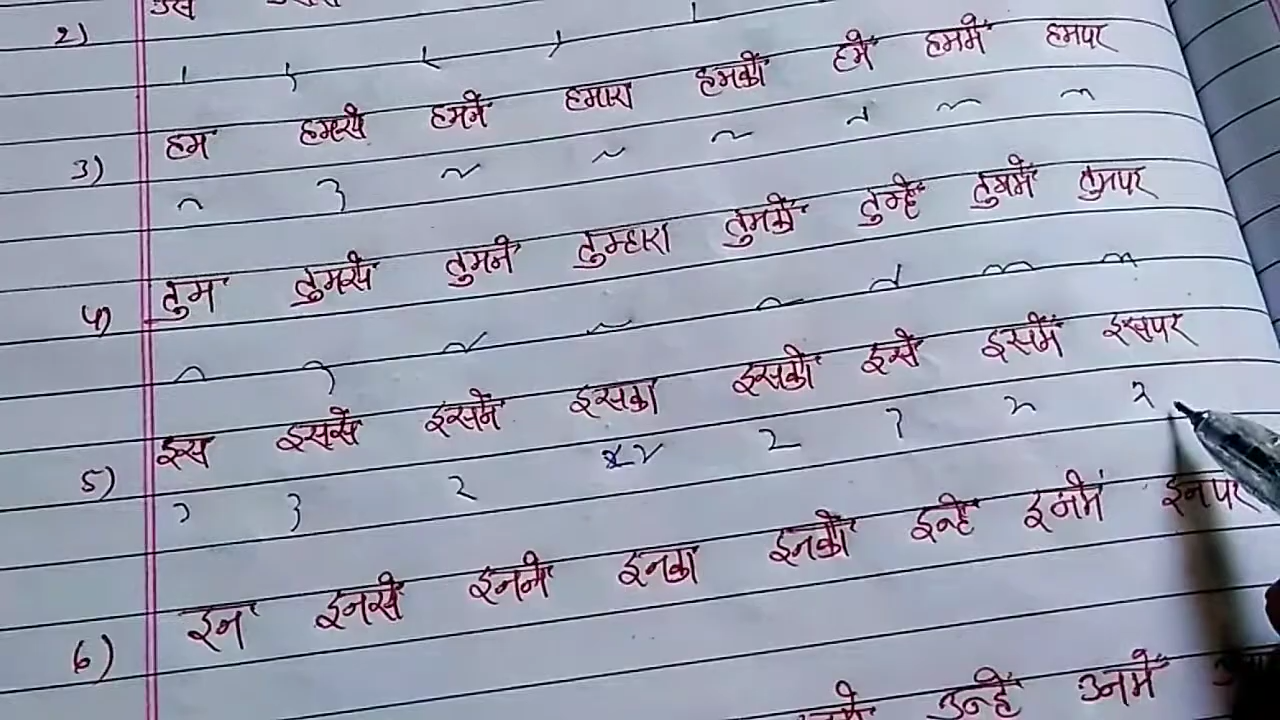 2) उस
3) हम हमसे हमने हमारा हमको हमें हममें हमपर
4) तुम तुमसे तुमने तुम्हारा तुमको तुम्हें तुममें तुमपर
5) इस इससे इसने इसका इसको इसे इसमें इसपर
6) इन इनसे इनने इनका इनको इन्हें इनमें इनपर
उन्हें उनमें